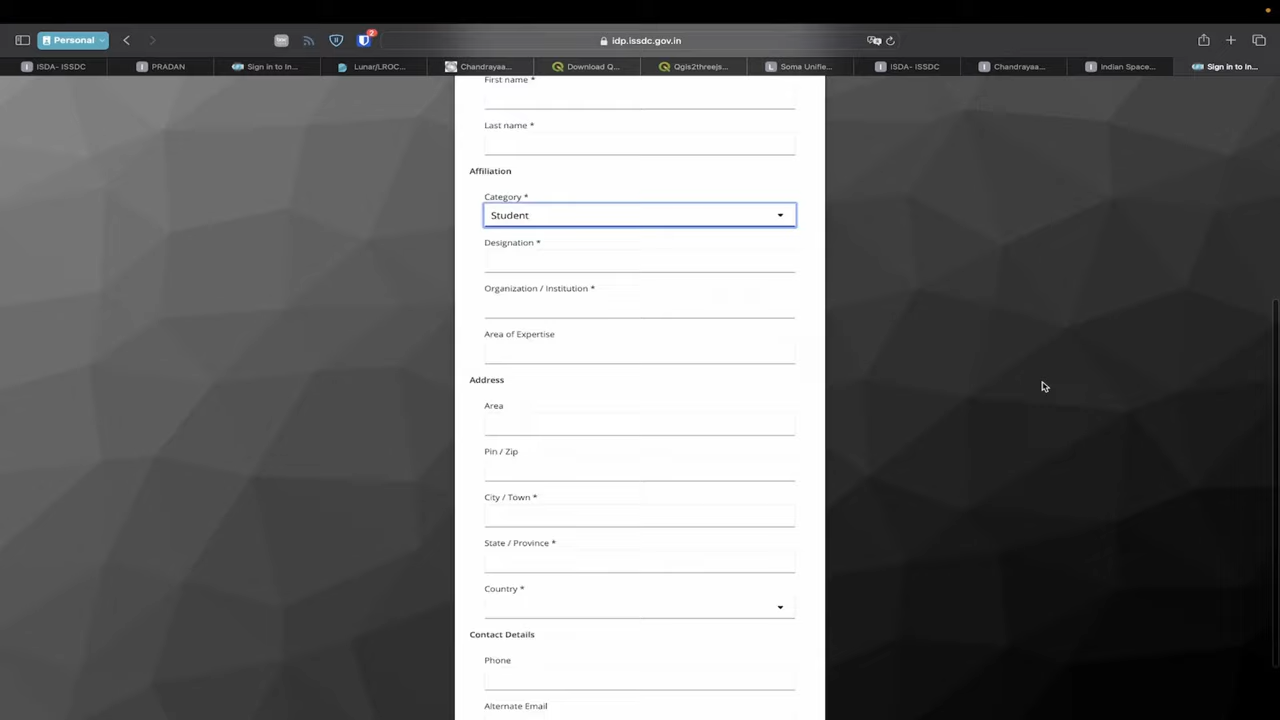 Personal
2
idp.issdc.gov.in
ISDA- ISSDC
PRADAN
Sign in to In...
Lunar/LROC...
Chandrayaa...
Download Q...
Qgis2threejs...
Soma Unifie...
ISDA- ISSDC
Chandrayaa...
Indian Space...
Sign in to In...
First name *
Last name *
Affiliation
Category *
Student
Designation *
Organization / Institution *
Area of Expertise
Address
Area
Pin / Zip
City / Town *
State / Province *
Country *
Contact Details
Phone
Alternate Email